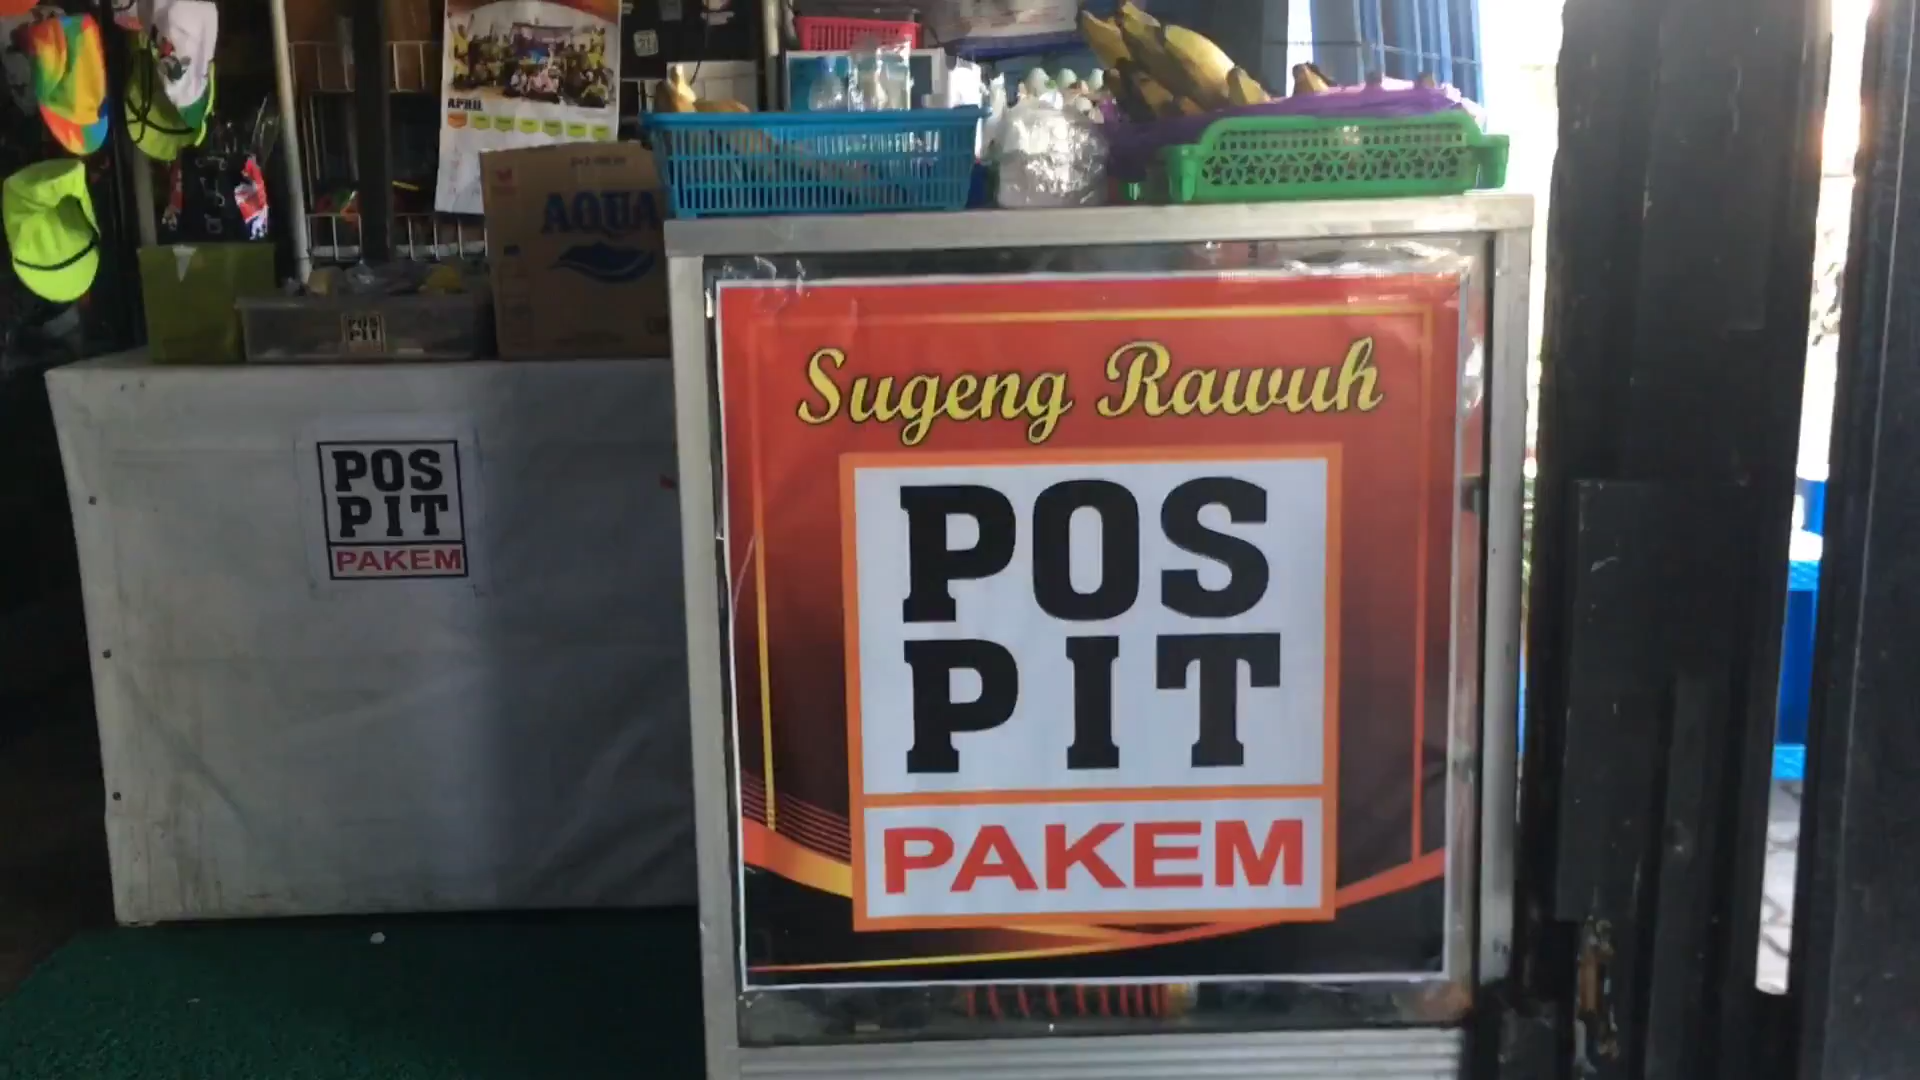 APRIL
AQUA
POS
PIT
POS
PIT
PAKEM
Sugeng Rawuh
POS
PIT
PAKEM